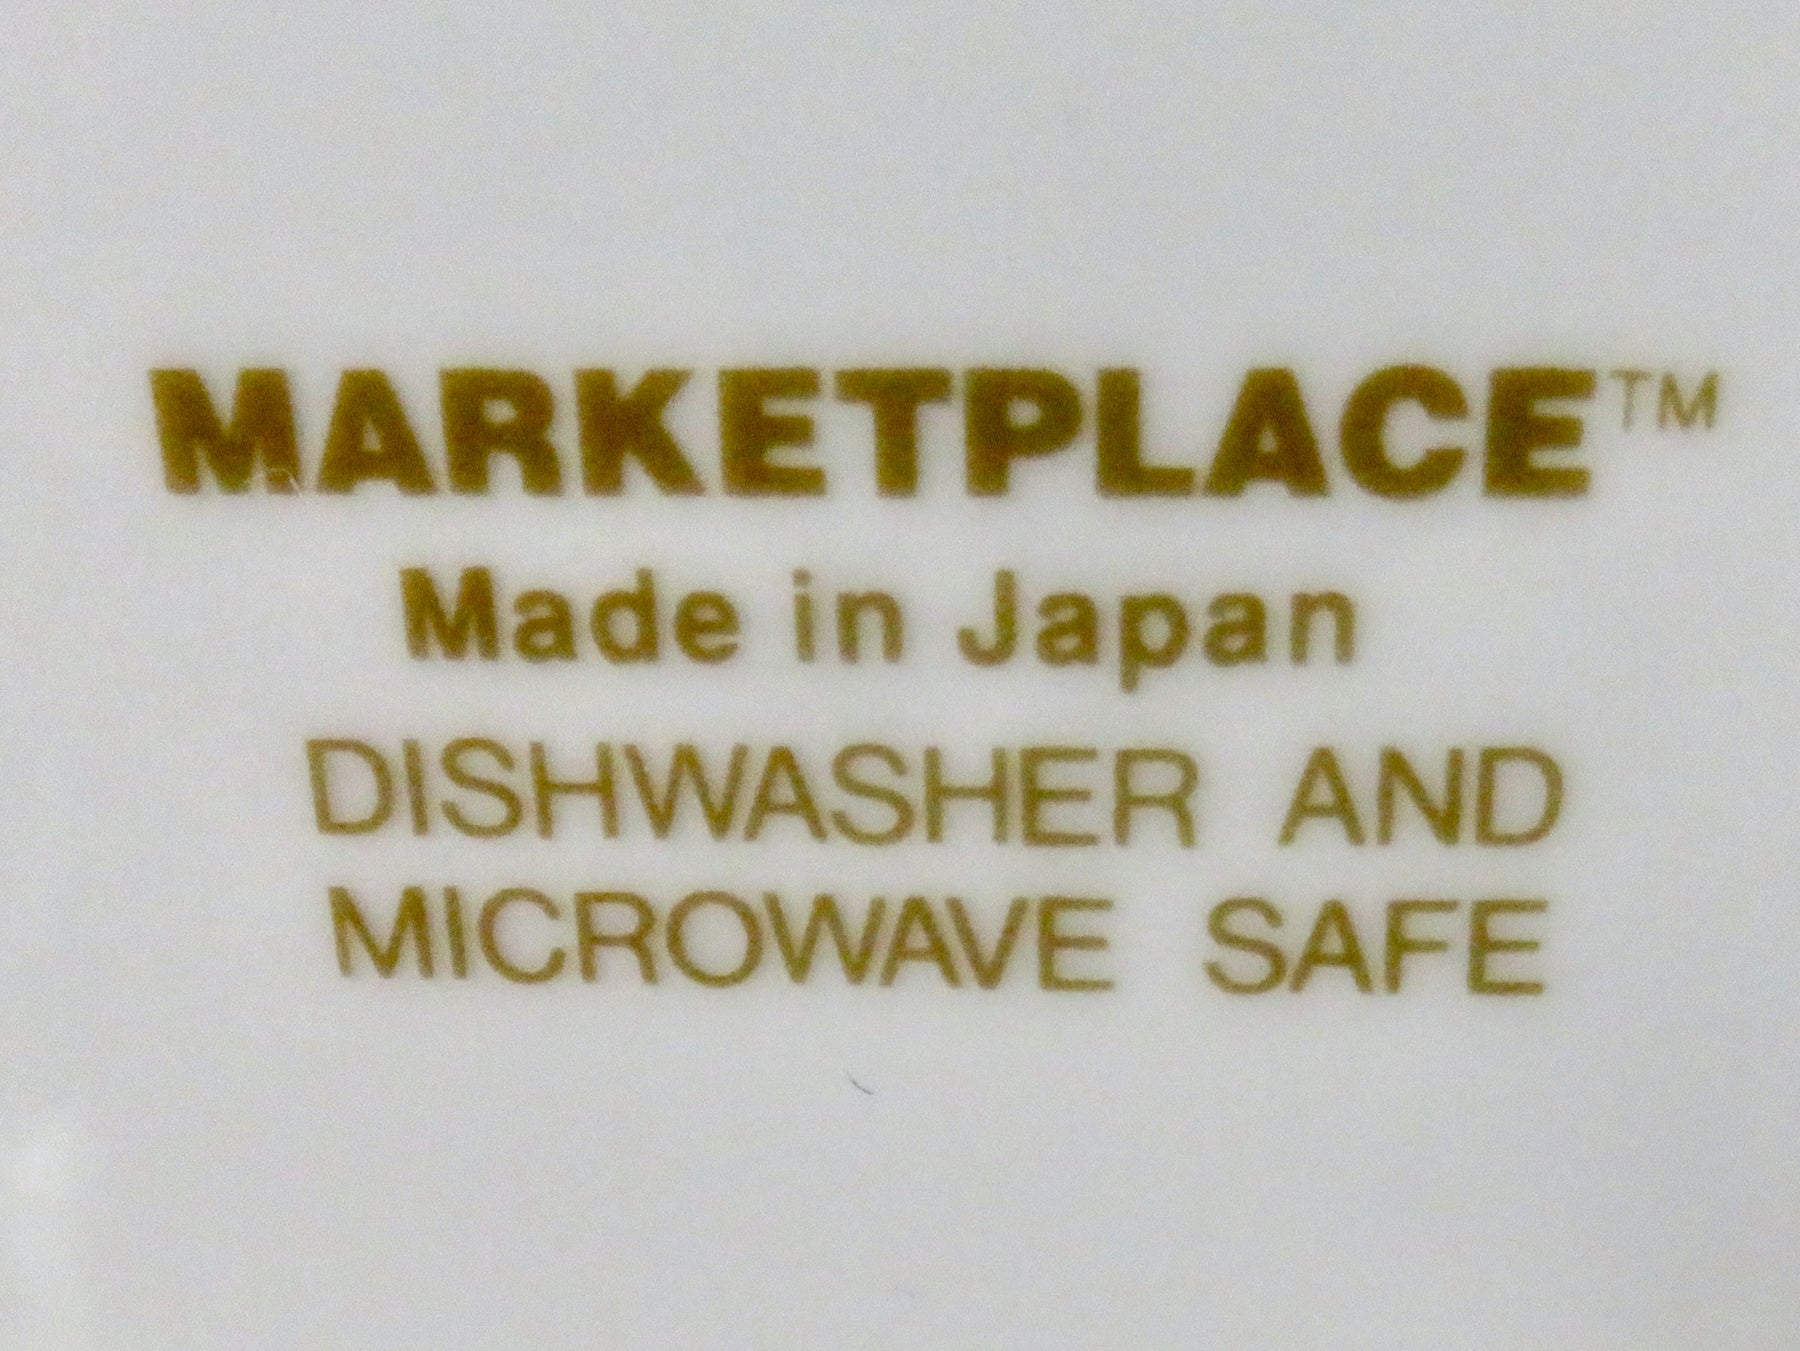 MARKETPLACE™
Made in Japan
DISHWASHER AND
MICROWAVE SAFE